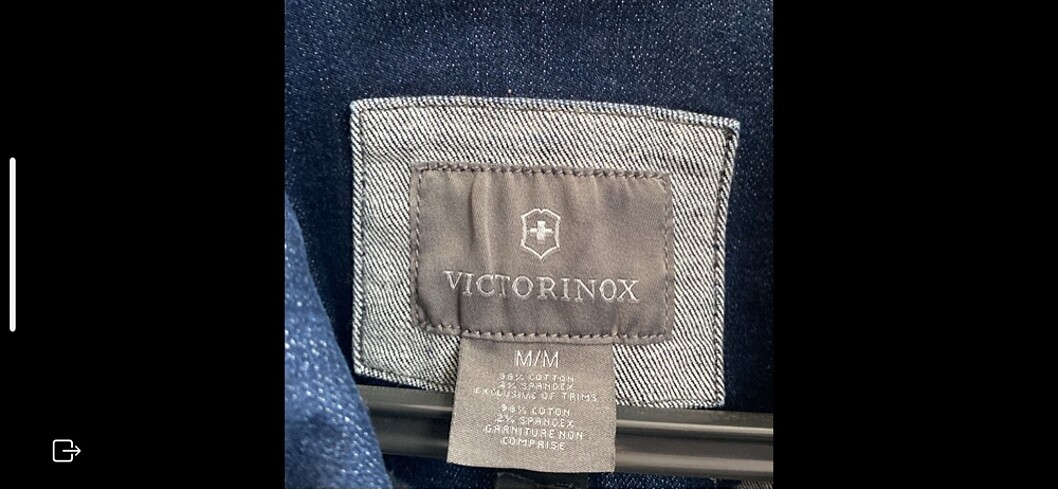 VICTORINOX
M/M
98% COTTON
2% SPANDEX
EXCLUSIVE OF TRIMS
98% COTON
2% SPANDEX
GARNITURE NON
COMPRISE